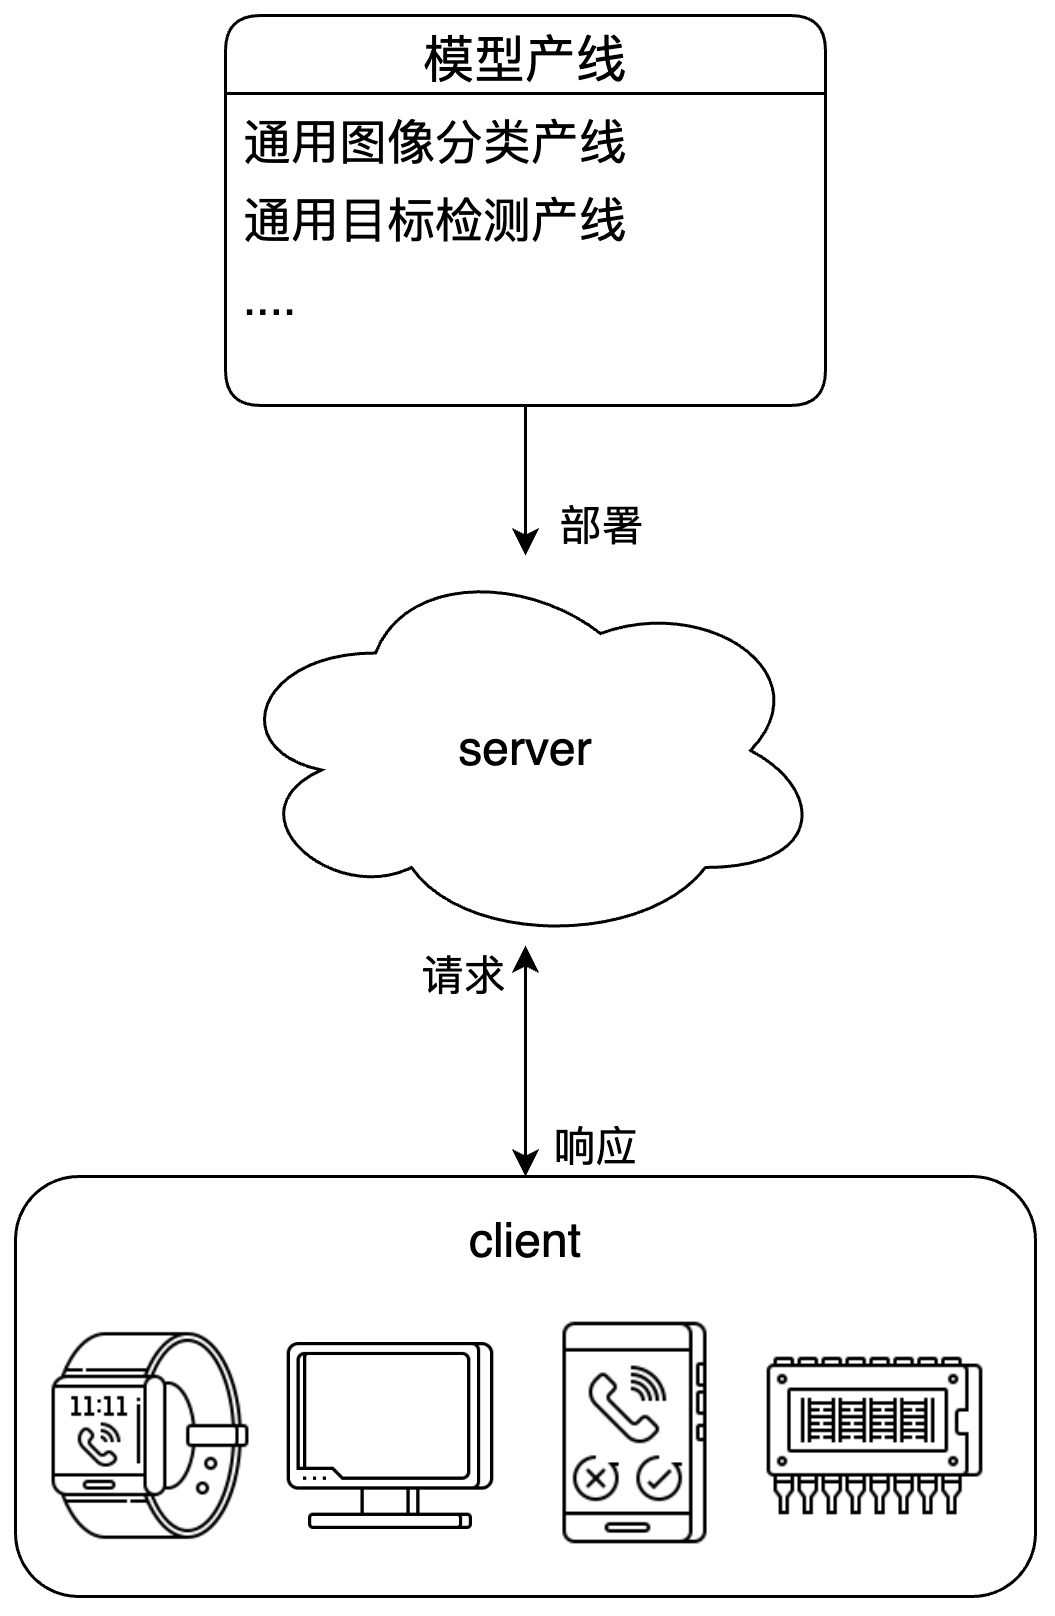 模型产线
通用图像分类产线
通用目标检测产线
....
部署
server
请求
响应
client
11:11